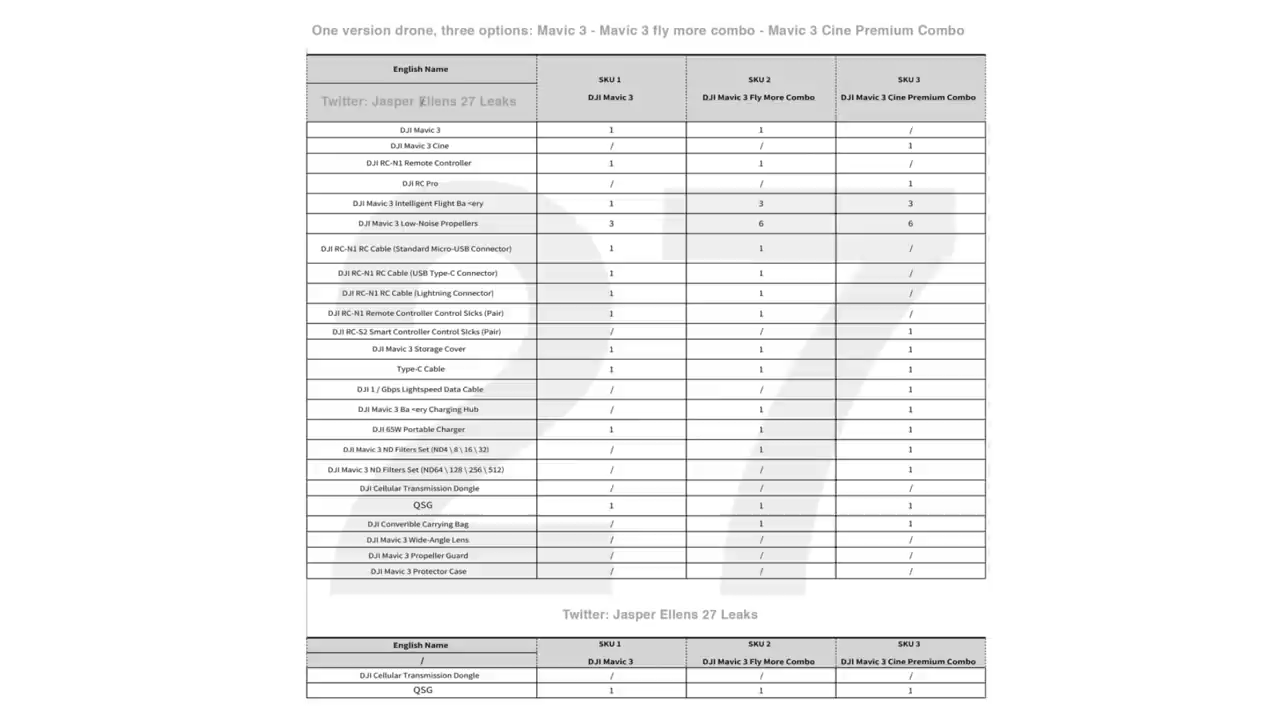 One version drone, three options: Mavic 3 - Mavic 3 fly more combo - Mavic 3 Cine Premium Combo
English Name SKU 1 SKU 2 SKU 3
Twitter: Jasper Ellens 27 Leaks DJI Mavic 3 DJI Mavic 3 Fly More Combo DJI Mavic 3 Cine Premium Combo
DJI Mavic 3 1 1 /
DJI Mavic 3 Cine / / 1
DJI RC-N1 Remote Controller 1 1 /
DJI RC Pro / / 1
DJI Mavic 3 Intelligent Flight Ba <ery 1 3 3
DJI Mavic 3 Low-Noise Propellers 3 6 6
DJI RC-N1 RC Cable (Standard Micro-USB Connector) 1 1 /
DJI RC-N1 RC Cable (USB Type-C Connector) 1 1 /
DJI RC-N1 RC Cable (Lightning Connector) 1 1 /
DJI RC-N1 Remote Controller Control SIcks (Pair) 1 1 /
DJI RC-S2 Smart Controller Control SIcks (Pair) / / 1
DJI Mavic 3 Storage Cover 1 1 1
Type-C Cable 1 1 1
DJI 1 / Gbps Lightspeed Data Cable / / 1
DJI Mavic 3 Ba <ery Charging Hub / 1 1
DJI 65W Portable Charger 1 1 1
DJI Mavic 3 ND Filters Set (ND4 \ 8 \ 16 \ 32) / 1 1
DJI Mavic 3 ND Filters Set (ND64 \ 128 \ 256 \ 512) / / 1
DJI Cellular Transmission Dongle / / /
QSG 1 1 1
DJI ConverIble Carrying Bag / 1 1
DJI Mavic 3 Wide-Angle Lens / / /
DJI Mavic 3 Propeller Guard / / /
DJI Mavic 3 Protector Case / / /
27
Twitter: Jasper Ellens 27 Leaks
English Name SKU 1 SKU 2 SKU 3
/ DJI Mavic 3 DJI Mavic 3 Fly More Combo DJI Mavic 3 Cine Premium Combo
DJI Cellular Transmission Dongle / / /
QSG 1 1 1